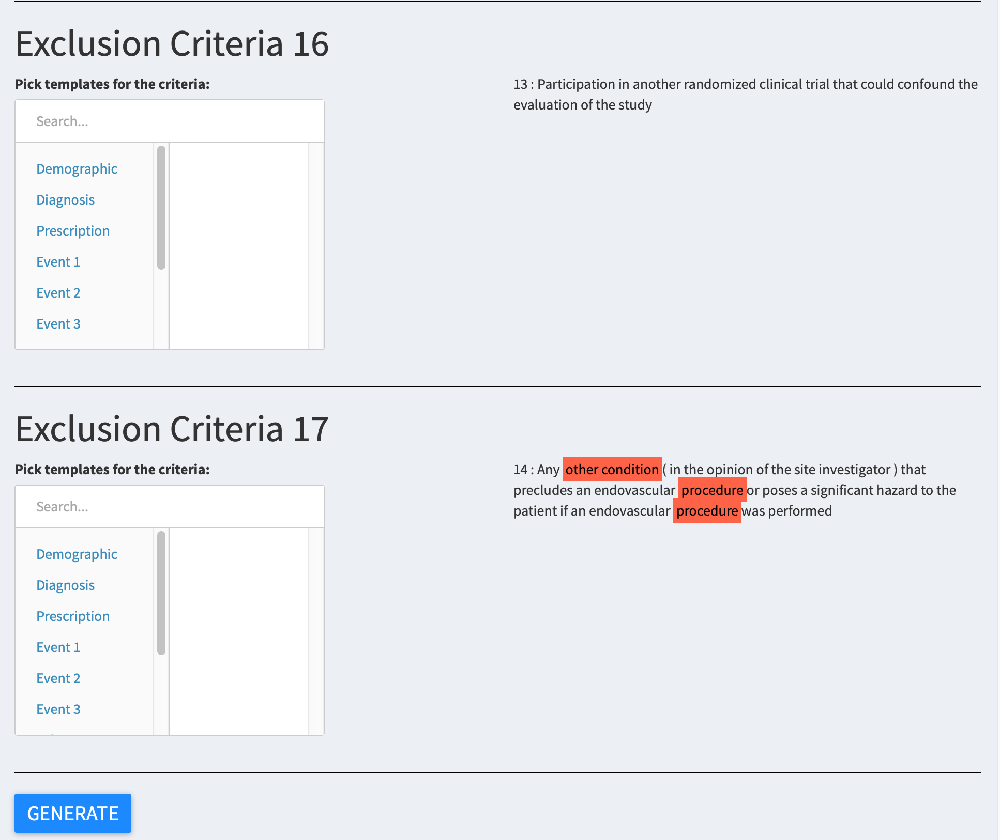 Exclusion Criteria 16
Pick templates for the criteria:
Search...
Demographic
Diagnosis
Prescription
Event 1
Event 2
Event 3
13 : Participation in another randomized clinical trial that could confound the
evaluation of the study
Exclusion Criteria 17
Pick templates for the criteria:
Search...
Demographic
Diagnosis
Prescription
Event 1
Event 2
Event 3
14 : Any other condition ( in the opinion of the site investigator ) that
precludes an endovascular procedure or poses a significant hazard to the
patient if an endovascular procedure was performed
GENERATE